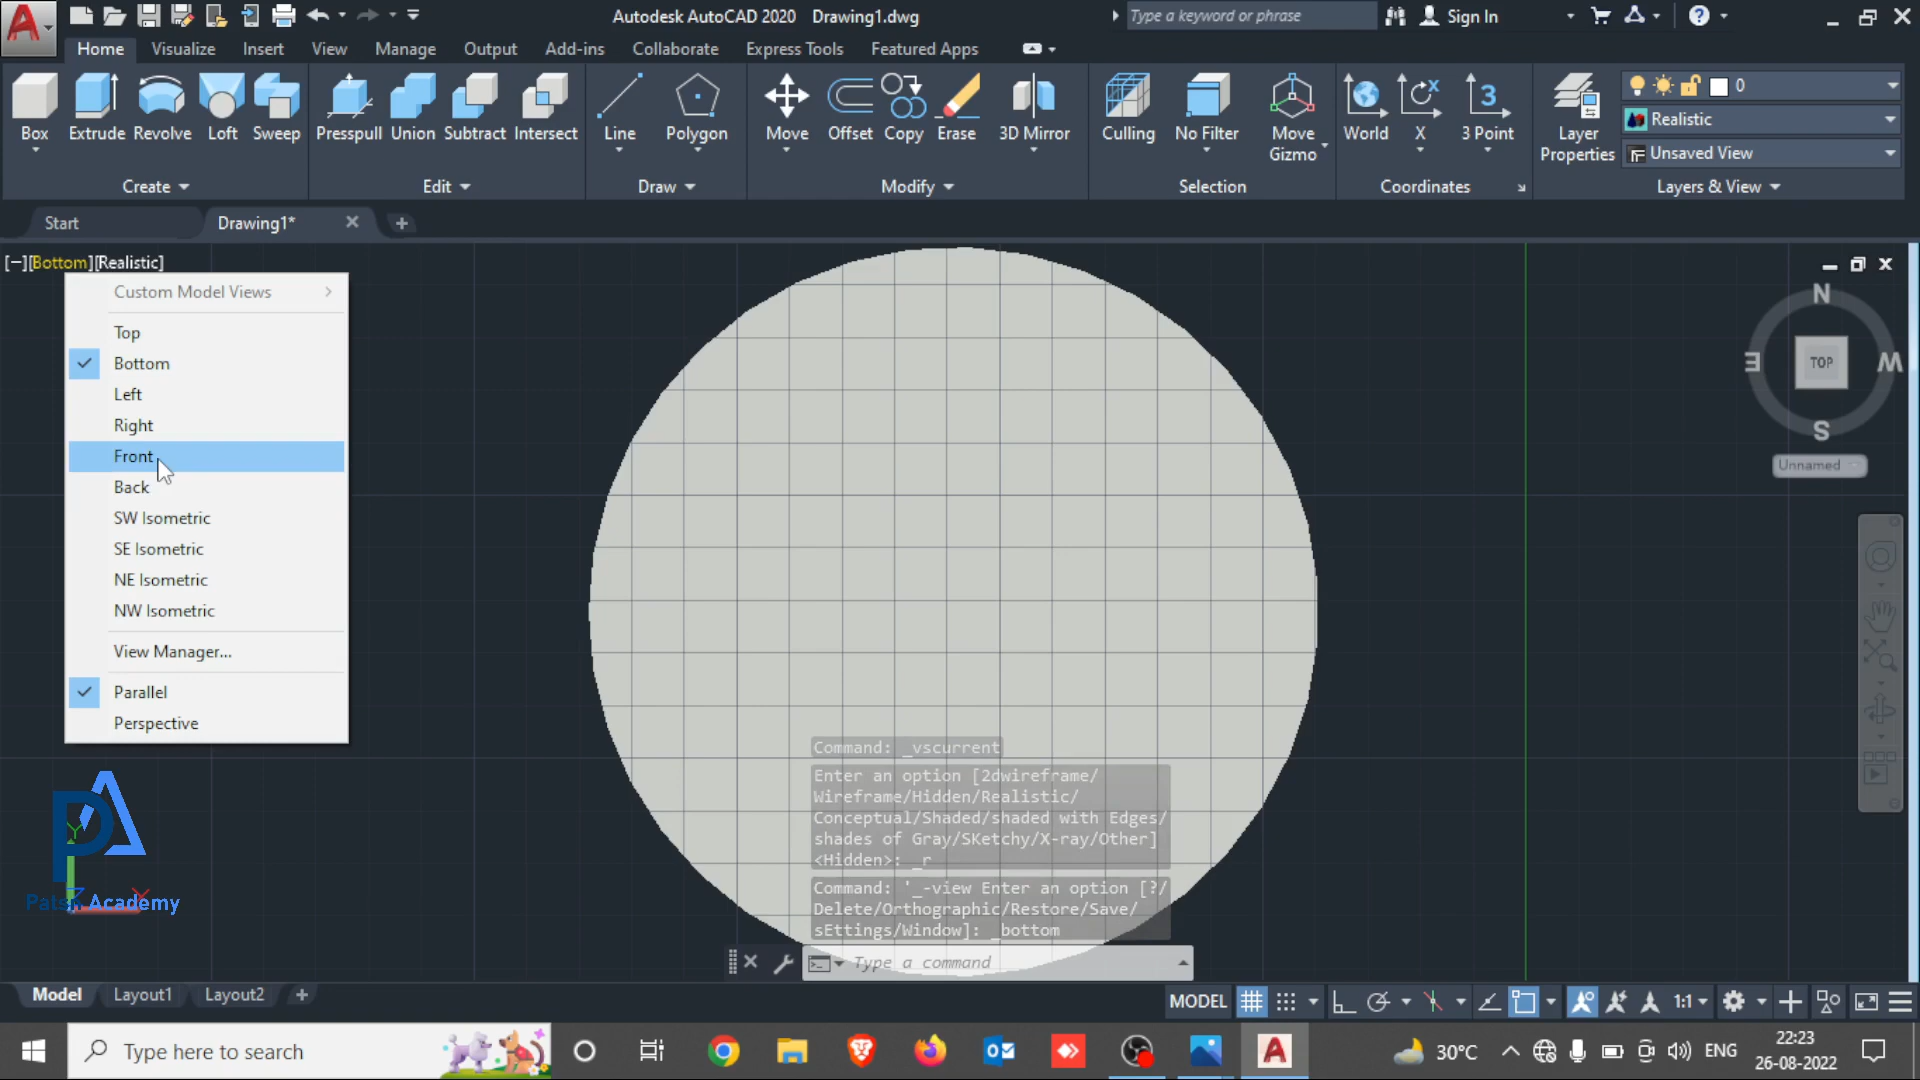 Autodesk AutoCAD 2020 Drawing1.dwg
Type a keyword or phrase
Sign In
Home Visualize Insert View Manage Output Add-ins Collaborate Express Tools Featured Apps
Box Extrude Revolve Loft Sweep Presspull Union Subtract Intersect Line Polygon Move Offset Copy Erase 3D Mirror Culling No Filter Move Gizmo World X 3 Point Layer Properties
0
Realistic
Unsaved View
Create Edit Draw Modify Selection Coordinates Layers & View
Start Drawing1*
[−][Bottom][Realistic]
Custom Model Views
Top
Bottom
Left
Right
Front
Back
SW Isometric
SE Isometric
NE Isometric
NW Isometric
View Manager...
Parallel
Perspective
N
E TOP W
S
Unnamed
Command: _vscurrent
Enter an option [2dwireframe/
Wireframe/Hidden/Realistic/
Conceptual/Shaded/shaded with Edges/
shades of Gray/SKetchy/X-ray/Other]
<Hidden>: _r
Command: '_-view Enter an option [?/
Delete/Orthographic/Restore/Save/
sEttings/Window]: _bottom
Type a command
Academy
Model Layout1 Layout2
MODEL 1:1
Type here to search
30°C ENG
22:23
26-08-2022